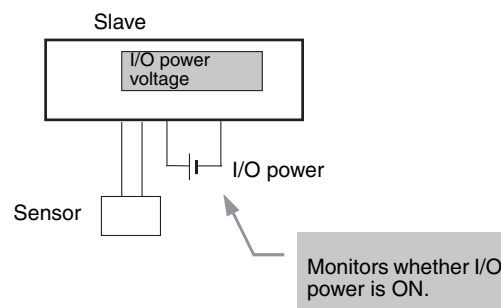 Slave
I/O power
voltage
I/O power
Sensor
Monitors whether I/O
power is ON.